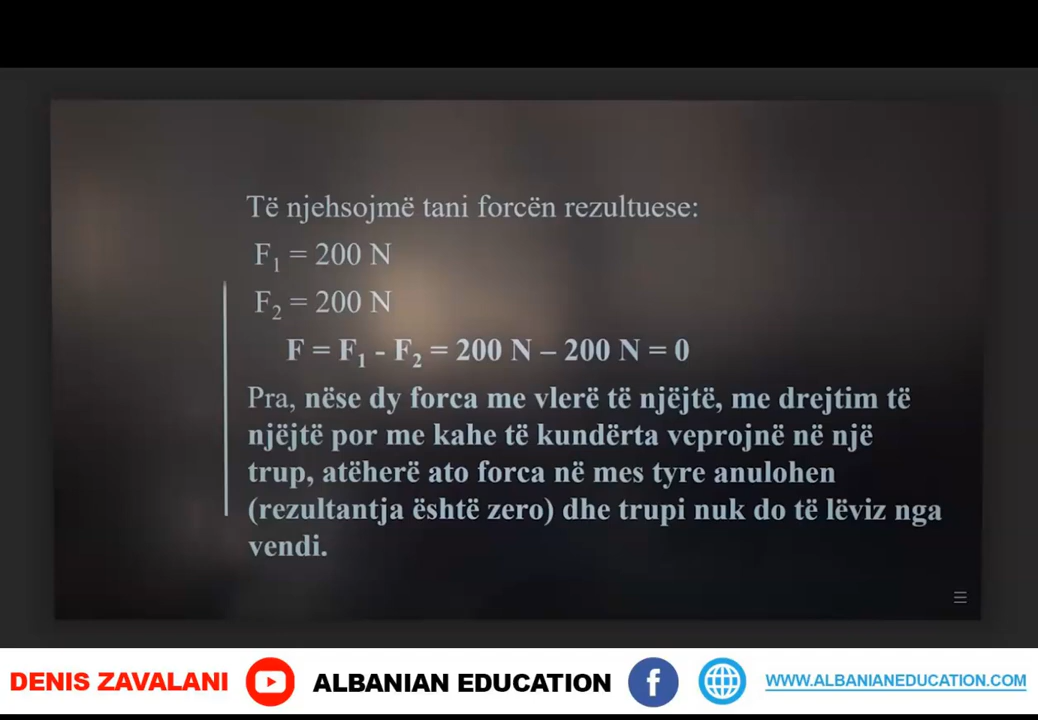 Të njehsojmë tani forcën rezultuese:
F₁ = 200 N
F₂ = 200 N
F = F₁ - F₂ = 200 N – 200 N = 0
Pra, nëse dy forca me vlerë të njëjtë, me drejtim të
njëjtë por me kahe të kundërta veprojnë në një
trup, atëherë ato forca në mes tyre anulohen
(rezultantja është zero) dhe trupi nuk do të lëviz nga
vendi.
DENIS ZAVALANI ALBANIAN EDUCATION f WWW.ALBANIANEDUCATION.COM